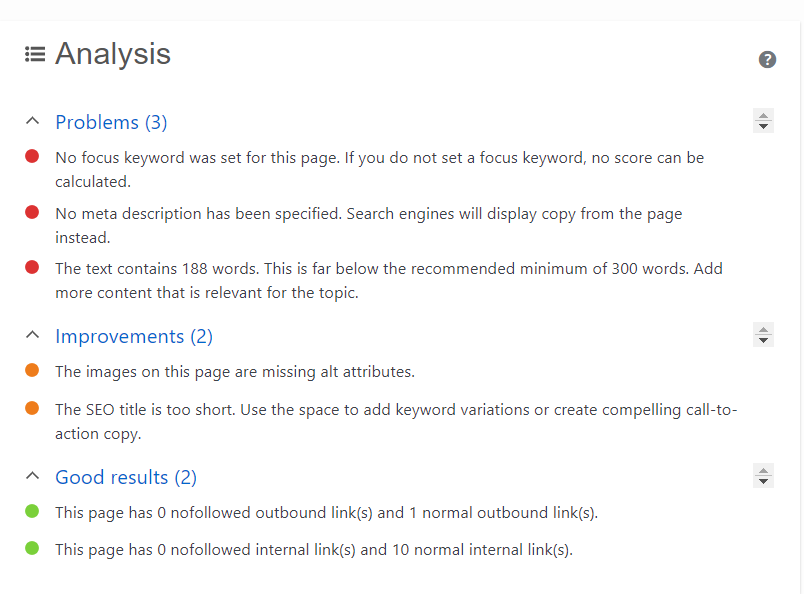 Analysis
?
Problems (3)
No focus keyword was set for this page. If you do not set a focus keyword, no score can be
calculated.
No meta description has been specified. Search engines will display copy from the page
instead.
The text contains 188 words. This is far below the recommended minimum of 300 words. Add
more content that is relevant for the topic.
Improvements (2)
The images on this page are missing alt attributes.
The SEO title is too short. Use the space to add keyword variations or create compelling call-to-
action copy.
Good results (2)
This page has 0 nofollowed outbound link(s) and 1 normal outbound link(s).
This page has 0 nofollowed internal link(s) and 10 normal internal link(s).